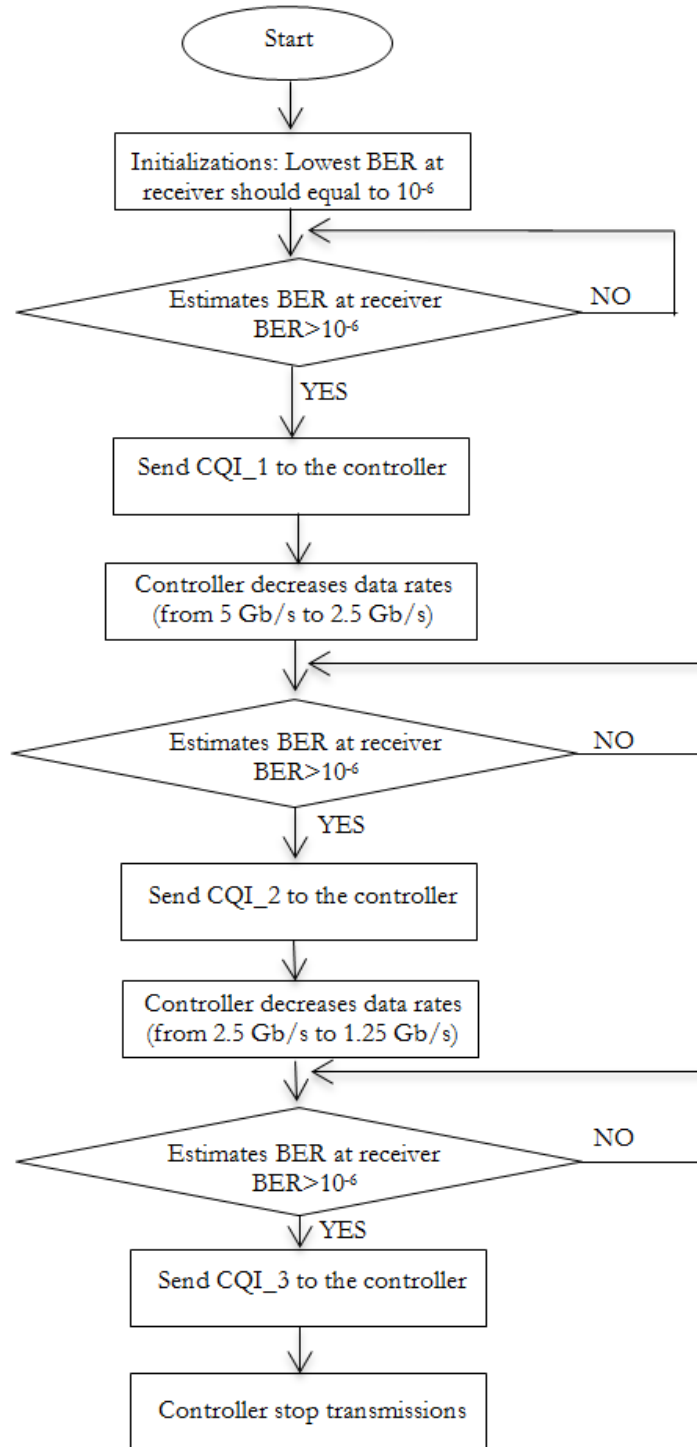 Start
Initializations: Lowest BER at
receiver should equal to 10⁻⁶
Estimates BER at receiver
BER>10⁻⁶
NO
YES
Send CQI_1 to the controller
Controller decreases data rates
(from 5 Gb/s to 2.5 Gb/s)
Estimates BER at receiver
BER>10⁻⁶
NO
YES
Send CQI_2 to the controller
Controller decreases data rates
(from 2.5 Gb/s to 1.25 Gb/s)
Estimates BER at receiver
BER>10⁻⁶
NO
YES
Send CQI_3 to the controller
Controller stop transmissions